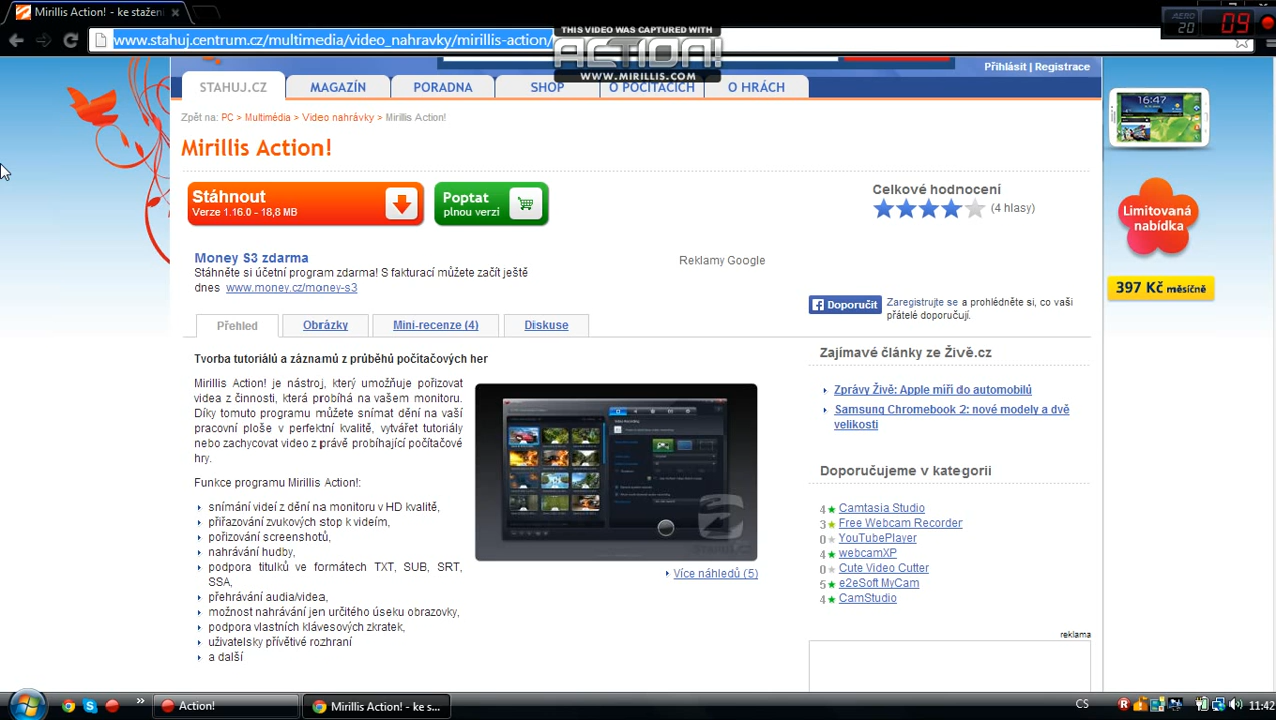 Mirillis Action! - ke stažen
AERO
20
09
www.stahuj.centrum.cz/multimedia/video_nahravky/mirillis-action/
THIS VIDEO WAS CAPTURED WITH
ACTION!
WWW.MIRILLIS.COM
Přihlásit | Registrace
STAHUJ.CZ
MAGAZÍN
PORADNA
SHOP
O POČÍTAČÍCH
O HRÁCH
Zpět na: PC > Multimédia > Video nahrávky > Mirillis Action!
16:47
Mirillis Action!
Stáhnout
Verze 1.16.0 - 18,8 MB
Poptat
plnou verzi
Celkové hodnocení
(4 hlasy)
Limitovaná
nabídka
397 Kč měsíčně
Money S3 zdarma
Stáhněte si účetní program zdarma! S fakturací můžete začít ještě
dnes www.money.cz/money-s3
Reklamy Google
Doporučit
Zaregistrujte se a prohlédněte si, co vaši
přátelé doporučují.
Přehled
Obrázky
Mini-recenze (4)
Diskuse
Tvorba tutoriálů a záznamů z průběhů počítačových her
Mirillis Action! je nástroj, který umožňuje pořizovat
videa z činnosti, která probíhá na vašem monitoru.
Díky tomuto programu můžete snímat dění na vaší
pracovní ploše v perfektní kvalitě, vytvářet tutoriály
nebo zachycovat video z právě probíhající počítačové
hry.
Funkce programu Mirillis Action!:
snímání videí z dění na monitoru v HD kvalitě,
přiřazování zvukových stop k videím,
pořizování screenshotů,
nahrávání hudby,
podpora titulků ve formátech TXT, SUB, SRT,
SSA,
přehrávání audia/videa,
možnost nahrávání jen určitého úseku obrazovky,
podpora vlastních klávesových zkratek,
uživatelsky přívětivé rozhraní
a další
STAHUJ.CZ
Více náhledů (5)
Zajímavé články ze Živě.cz
Zprávy Živě: Apple míří do automobilů
Samsung Chromebook 2: nové modely a dvě
velikosti
Doporučujeme v kategorii
4 Camtasia Studio
3 Free Webcam Recorder
0 YouTubePlayer
4 webcamXP
0 Cute Video Cutter
5 e2eSoft MyCam
4 CamStudio
reklama
Action!
Mirillis Action! - ke s...
CS
11:42